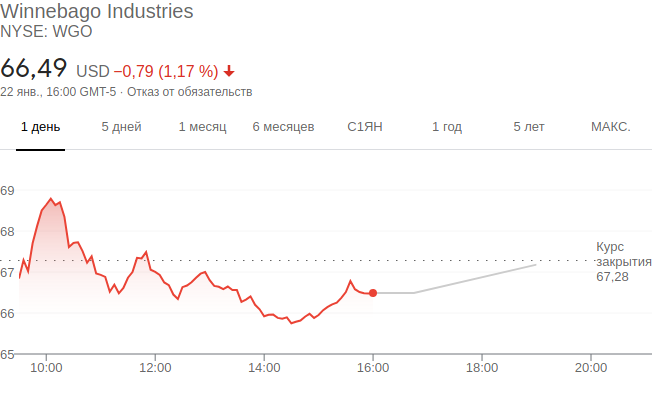 Winnebago Industries
NYSE: WGO
66,49 USD −0,79 (1,17 %)
22 янв., 16:00 GMT-5 · Отказ от обязательств
1 день 5 дней 1 месяц 6 месяцев С1ЯН 1 год 5 лет МАКС.
69
68
Курс
закрытия
67
67,28
66
65
10:00 12:00 14:00 16:00 18:00 20:00